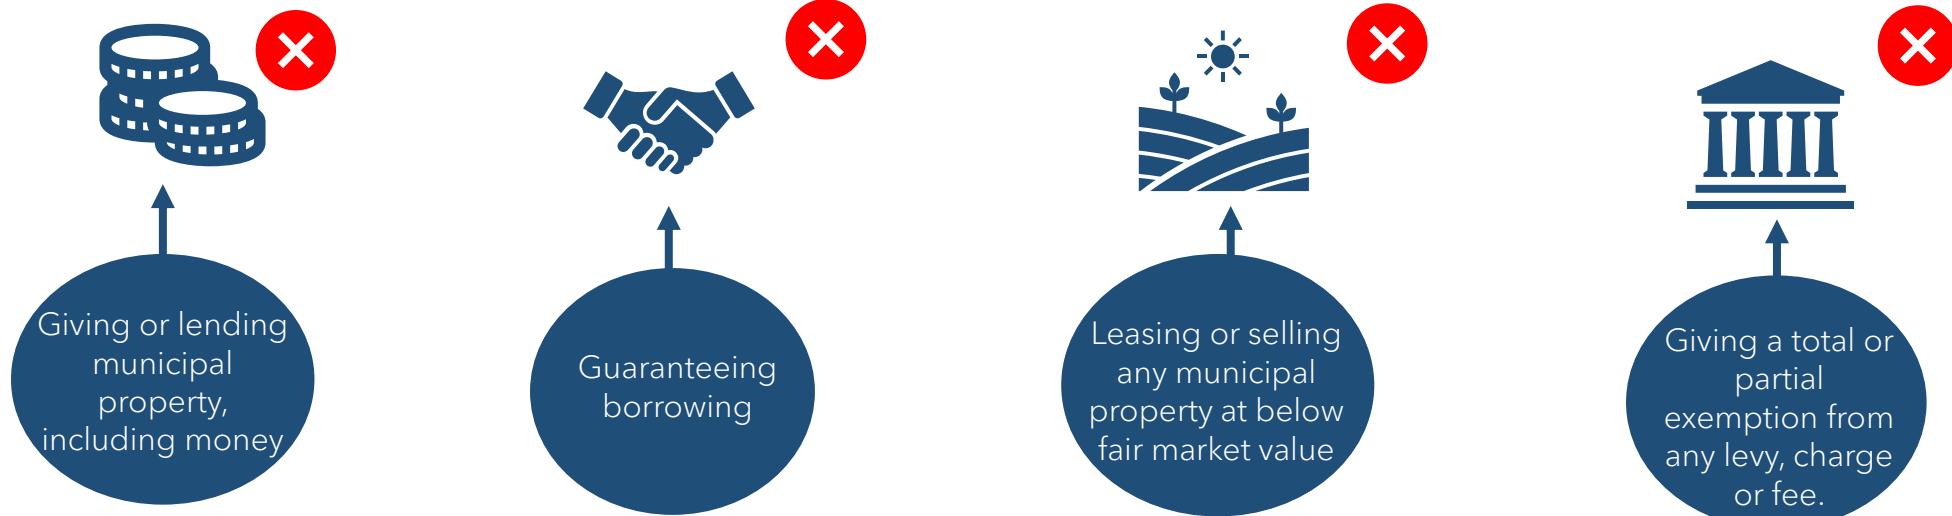 Giving or lending
municipal
property,
including money
Guaranteeing
borrowing
Leasing or selling
any municipal
property at below
fair market value
Giving a total or
partial
exemption from
any levy, charge
or fee.